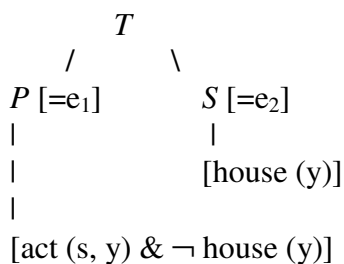 T
/ \
P [=e₁] S [=e₂]
| |
| [house (y)]
|
[act (s, y) & ¬ house (y)]